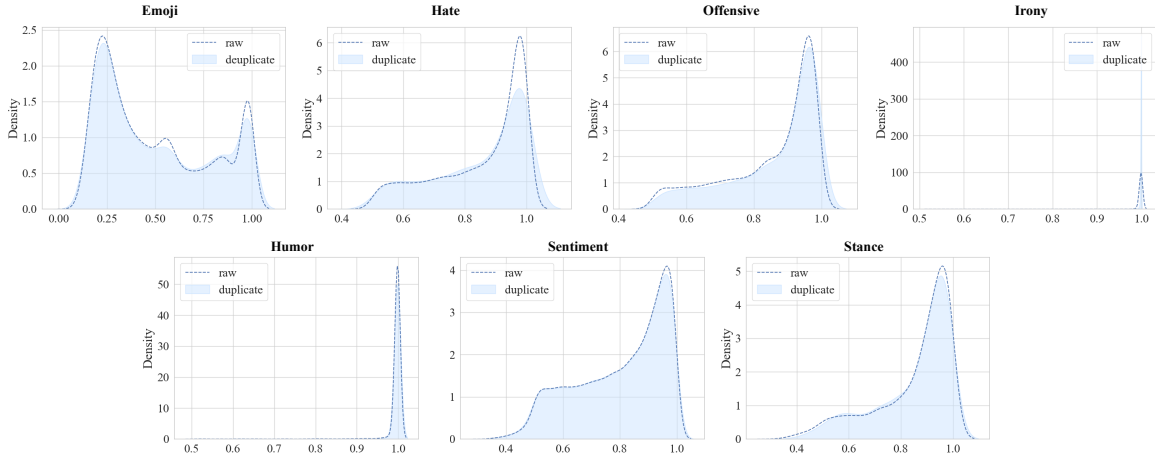 Emoji
Hate
Offensive
Irony
2.5
2.0
1.5
1.0
0.5
0.0
Density
raw
deuplicate
0.00 0.25 0.50 0.75 1.00
6
5
4
3
2
1
0
Density
raw
duplicate
0.4 0.6 0.8 1.0
6
5
4
3
2
1
0
Density
raw
duplicate
0.4 0.6 0.8 1.0
400
300
200
100
0
Density
raw
duplicate
0.5 0.6 0.7 0.8 0.9 1.0
Humor
Sentiment
Stance
50
40
30
20
10
0
Density
raw
duplicate
0.5 0.6 0.7 0.8 0.9 1.0
4
3
2
1
0
Density
raw
duplicate
0.4 0.6 0.8 1.0
5
4
3
2
1
0
Density
raw
duplicate
0.4 0.6 0.8 1.0